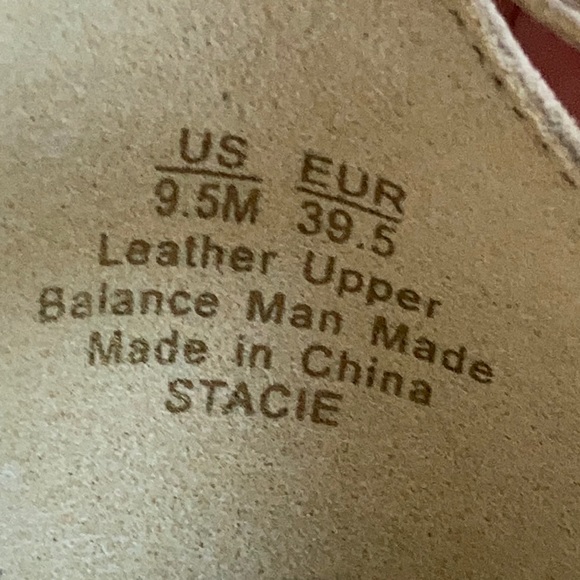 US EUR
9.5M 39.5
Leather Upper
Balance Man Made
Made in China
STACIE